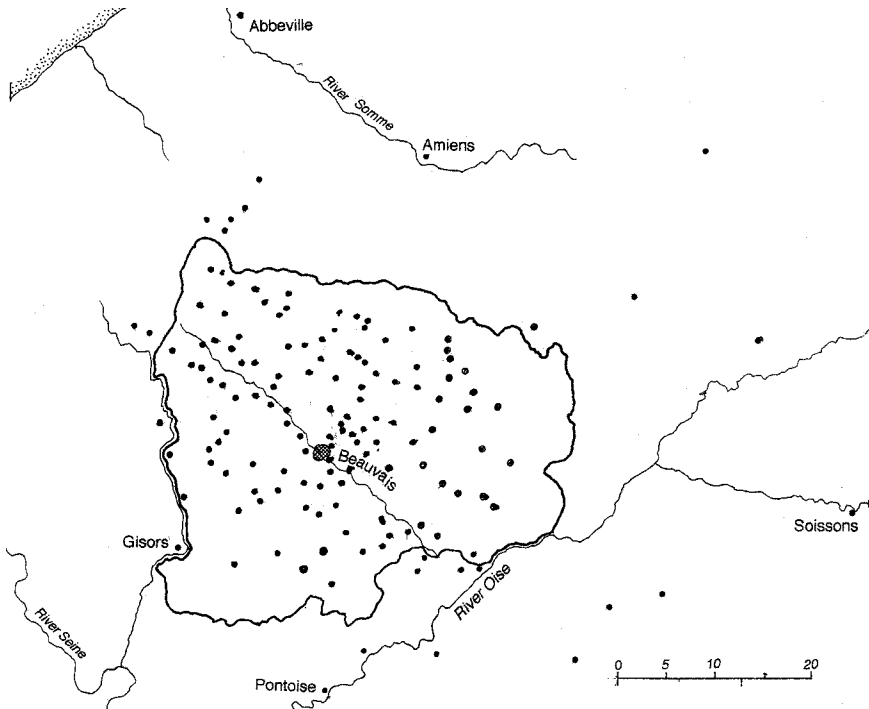 Abbeville
River Somme
Amiens
Beauvais
Soissons
Gisors
River Oise
River Seine
Pontoise
0 5 10 20